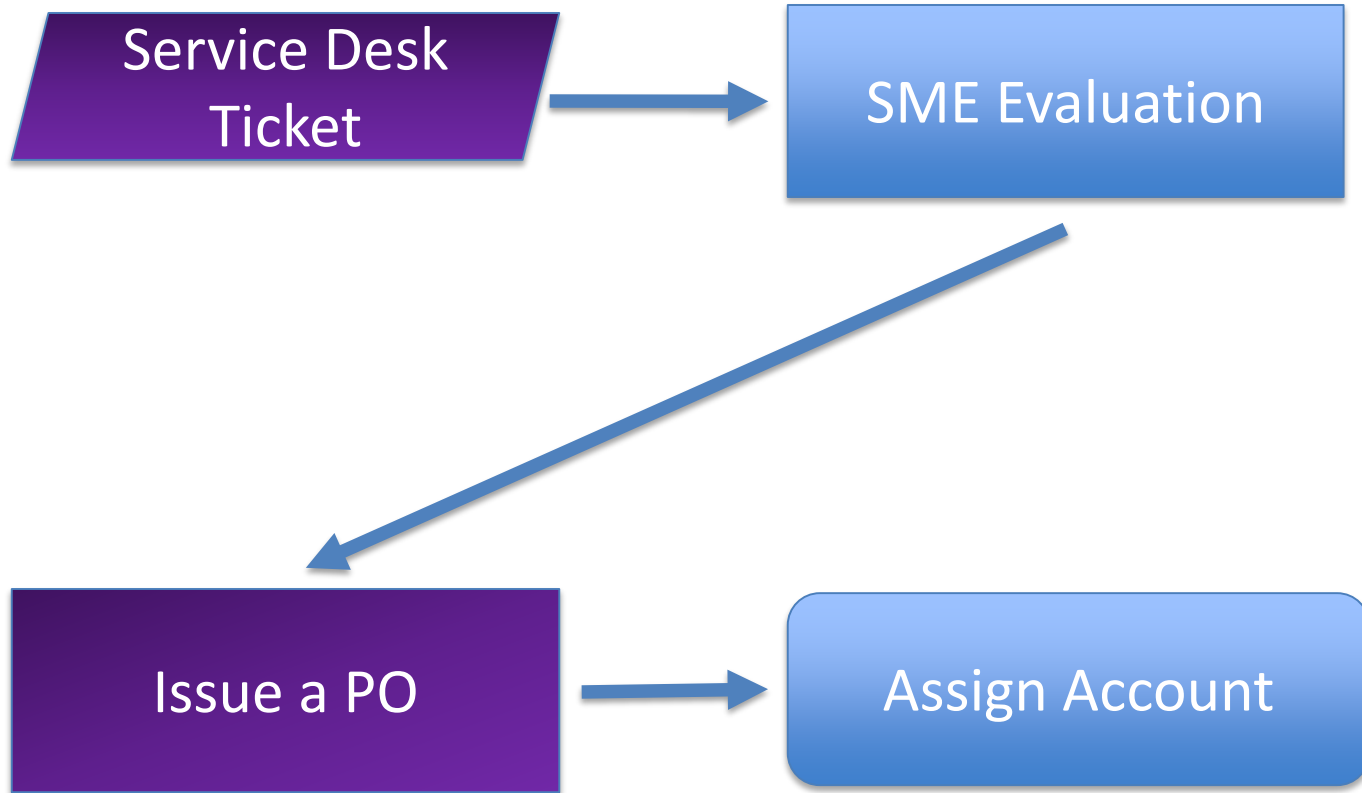 Service Desk
Ticket
SME Evaluation
Issue a PO
Assign Account